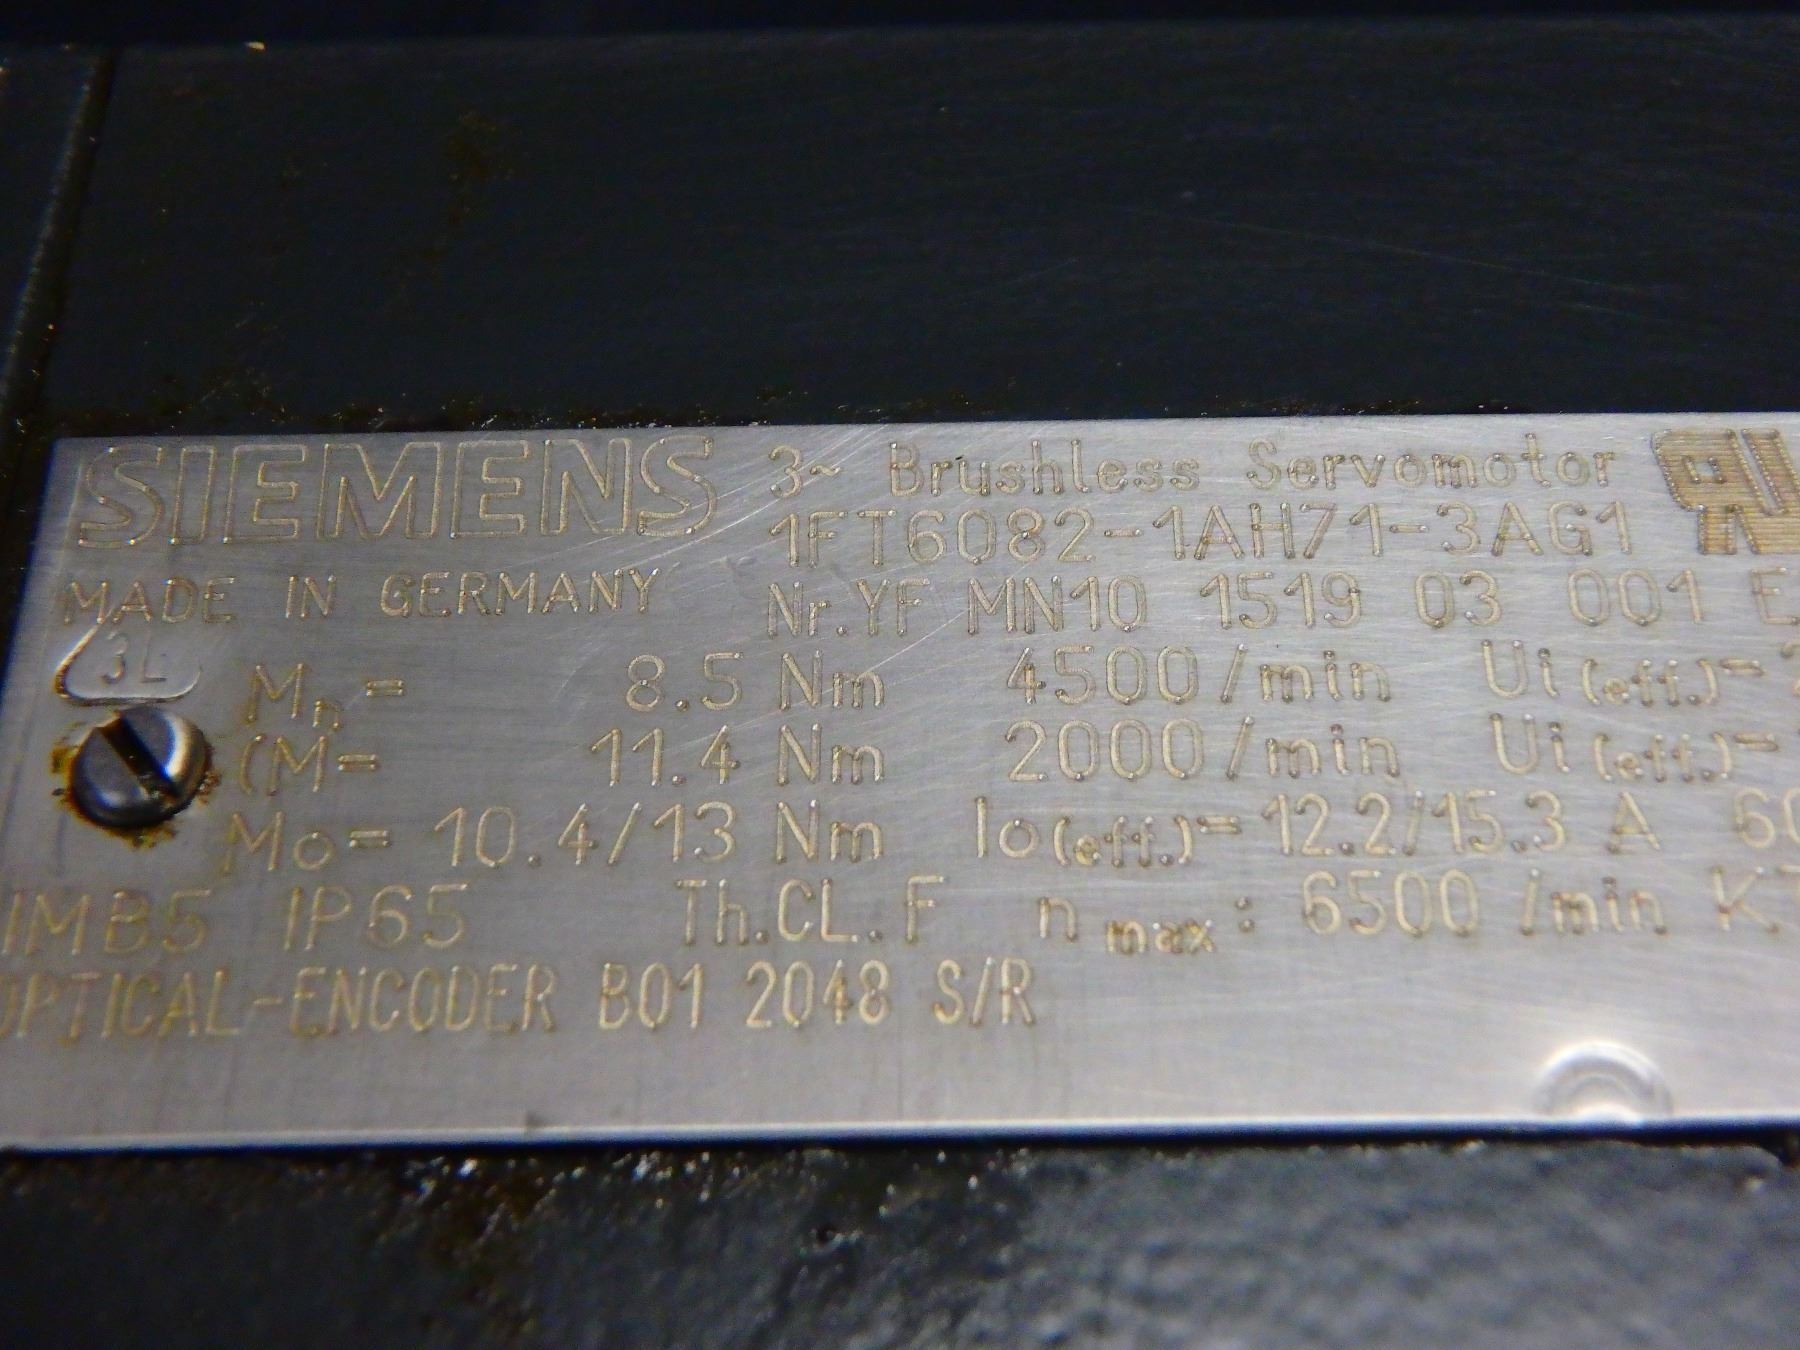 SIEMENS 3~ Brushless Servomotor
1FT6082-1AH71-3AG1
MADE IN GERMANY Nr.YF MN10 1519 03 001 E
3L
Mn= 8.5 Nm 4500/min Ui(eff.)=
(M= 11.4 Nm 2000/min Ui(eff.)=
Mo= 10.4/13 Nm Io(eff.)= 12.2/15.3 A 60
IMB5 IP65 Th.CL.F n max: 6500 /min
OPTICAL-ENCODER B01 2048 S/R